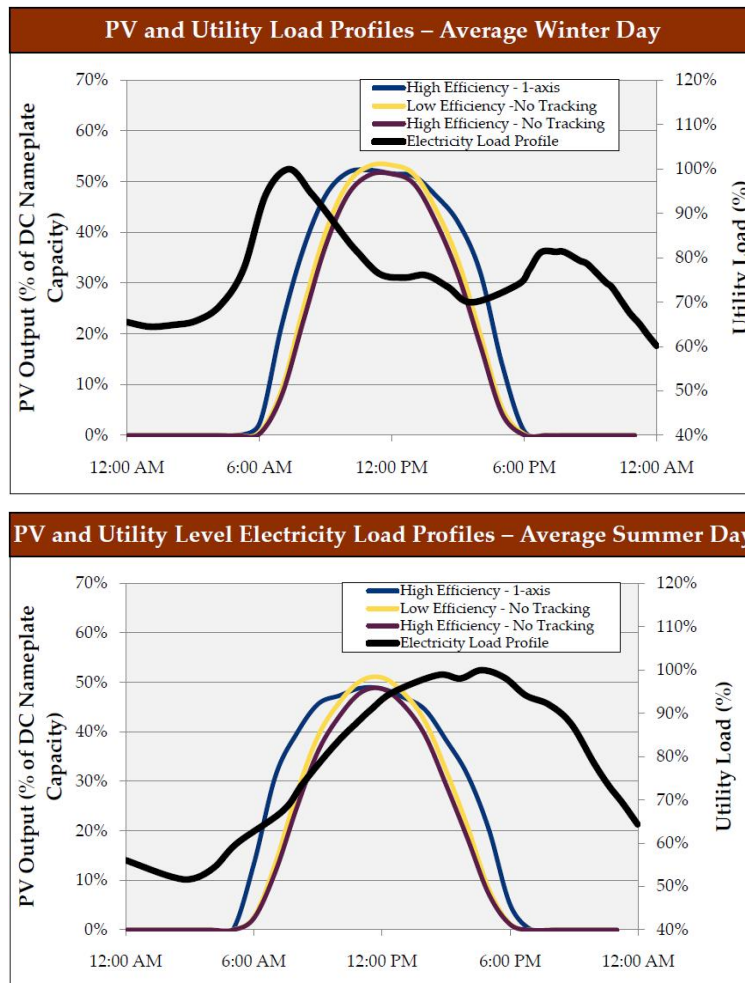 PV and Utility Load Profiles – Average Winter Day
PV Output (% of DC Nameplate
Capacity)
70%
60%
50%
40%
30%
20%
10%
0%
High Efficiency - 1-axis
Low Efficiency -No Tracking
High Efficiency - No Tracking
Electricity Load Profile
120%
110%
100%
90%
80%
70%
60%
50%
40%
Utility Load (%)
12:00 AM 6:00 AM 12:00 PM 6:00 PM 12:00 AM
PV and Utility Level Electricity Load Profiles – Average Summer Day
PV Output (% of DC Nameplate
Capacity)
70%
60%
50%
40%
30%
20%
10%
0%
High Efficiency - 1-axis
Low Efficiency - No Tracking
High Efficiency - No Tracking
Electricity Load Profile
120%
110%
100%
90%
80%
70%
60%
50%
40%
Utility Load (%)
12:00 AM 6:00 AM 12:00 PM 6:00 PM 12:00 AM